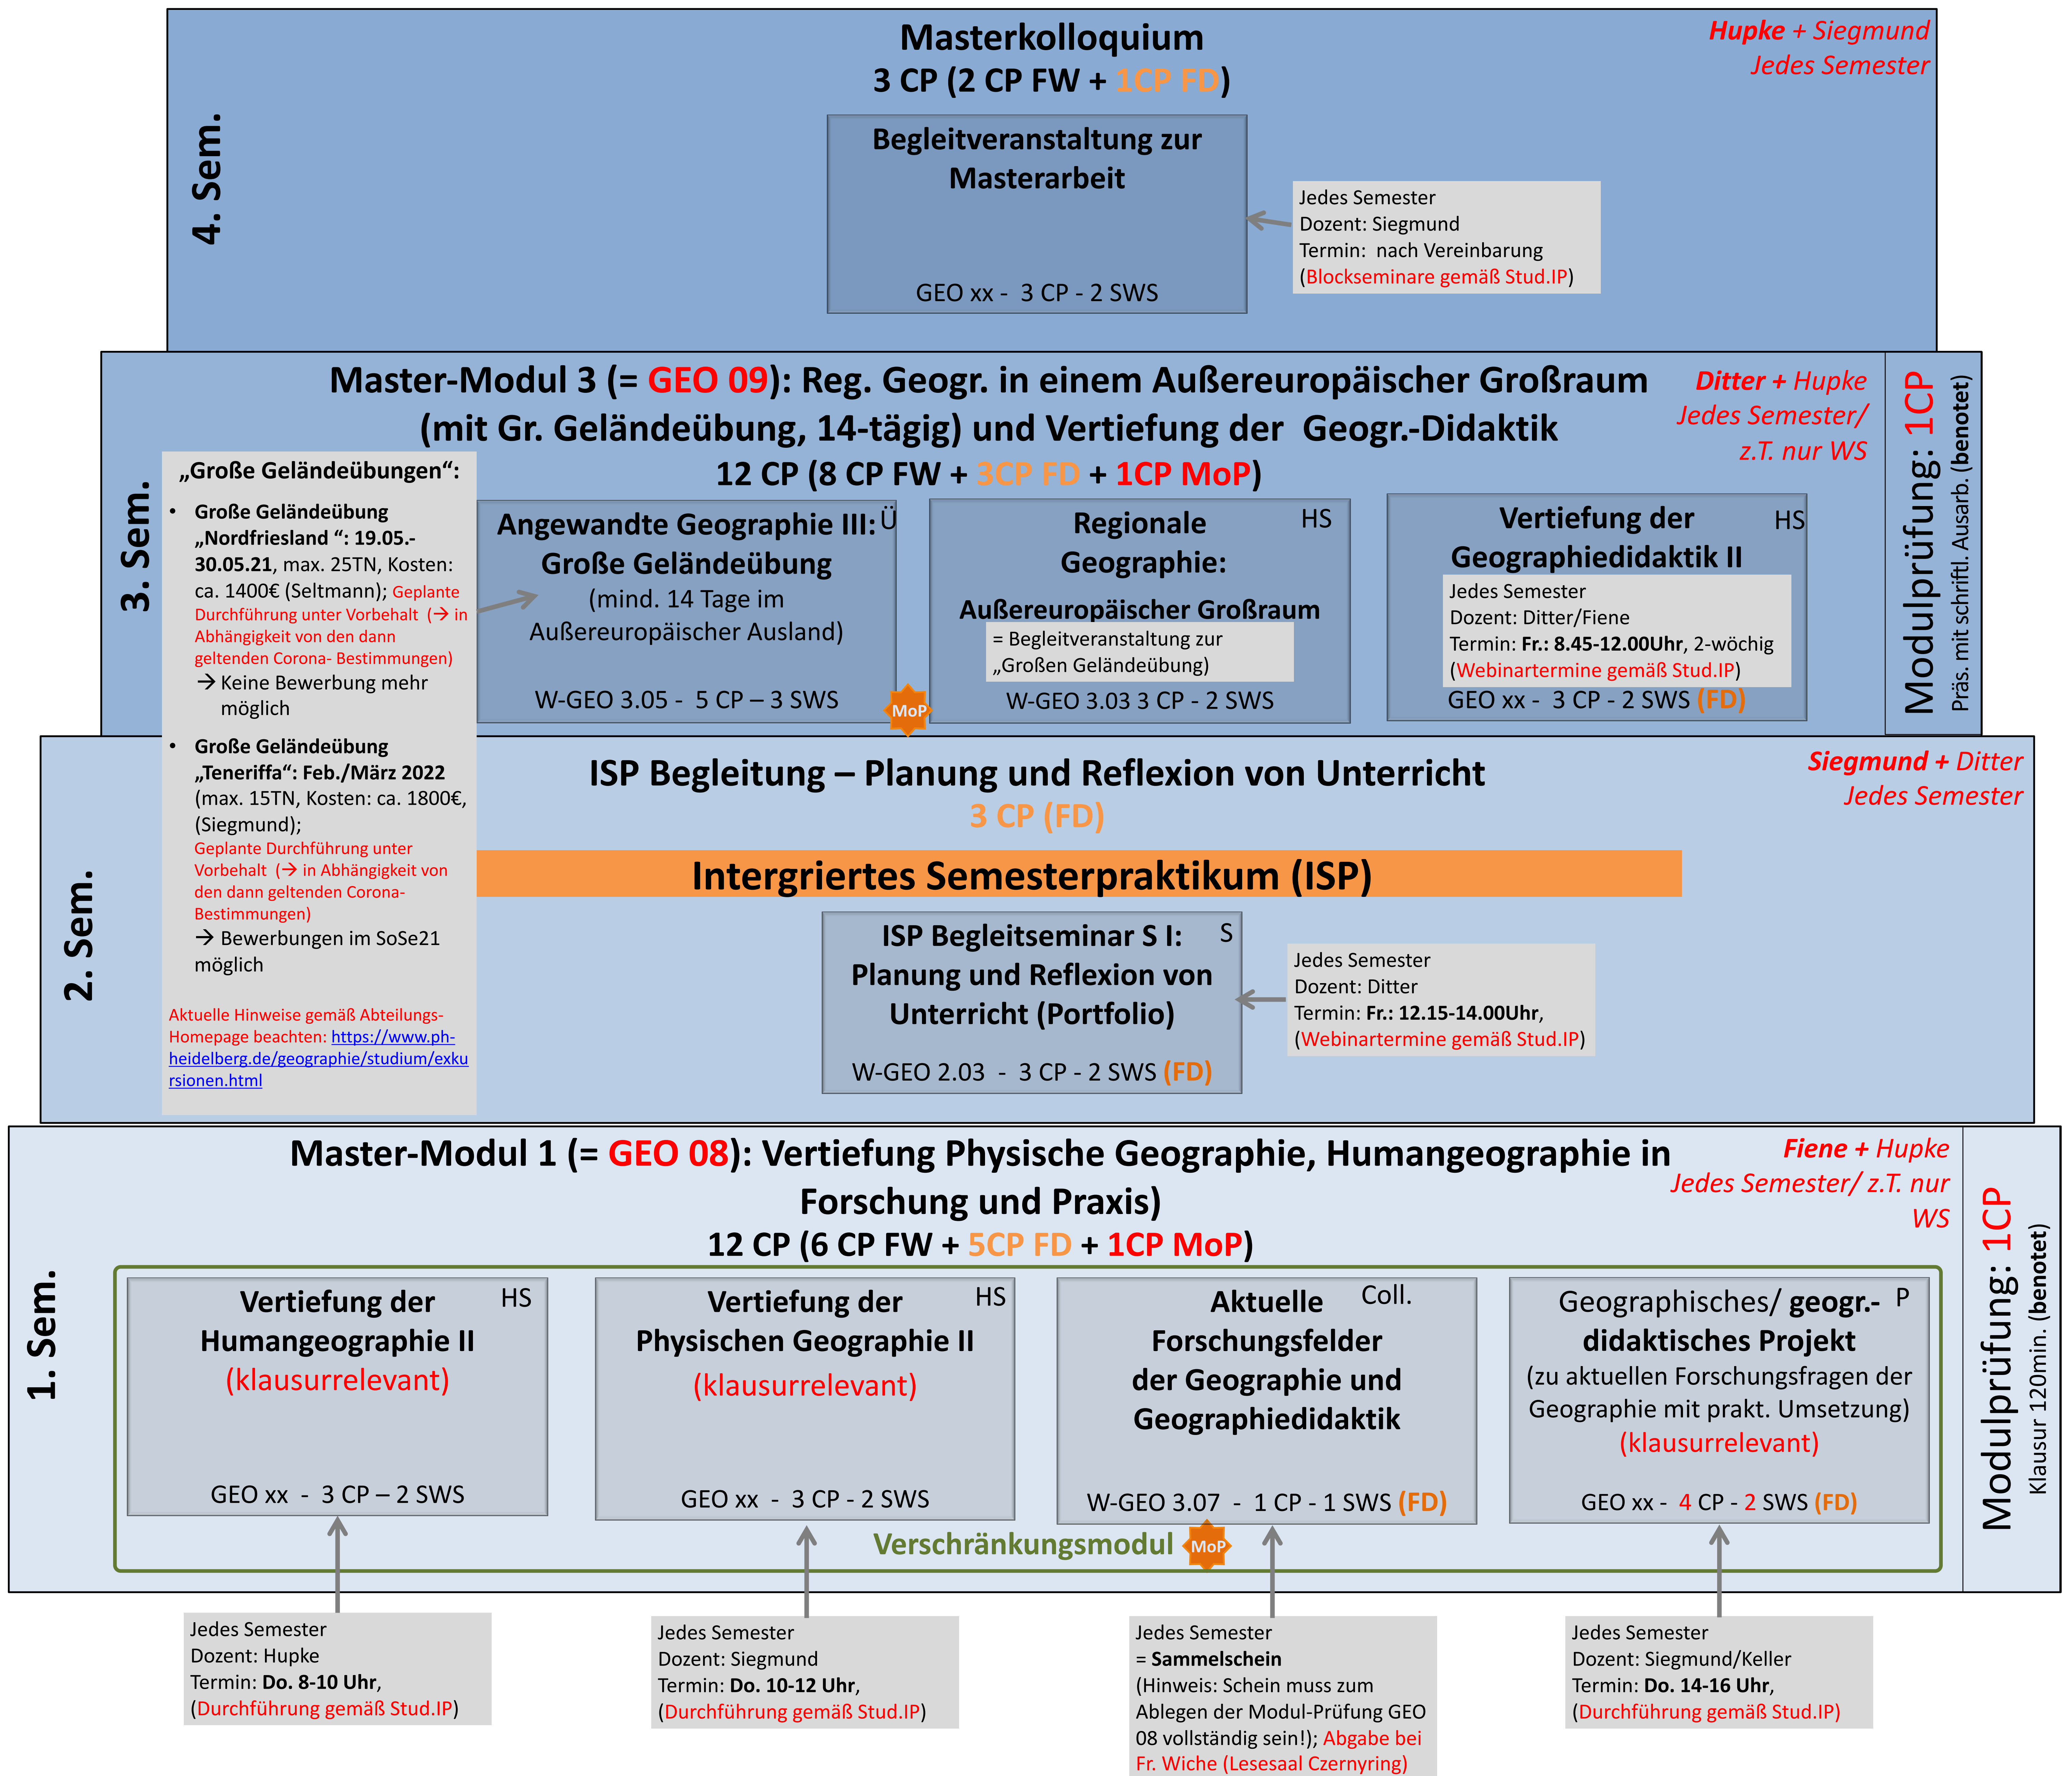 Masterkolloquium
3 CP (2 CP FW + 1CP FD)
Hupke + Siegmund
Jedes Semester
4. Sem.
Begleitveranstaltung zur
Masterarbeit
GEO xx - 3 CP - 2 SWS
Jedes Semester
Dozent: Siegmund
Termin: nach Vereinbarung
(Blockseminare gemäß Stud.IP)
Master-Modul 3 (= GEO 09): Reg. Geogr. in einem Außereuropäischer Großraum
(mit Gr. Geländeübung, 14-tägig) und Vertiefung der Geogr.-Didaktik
12 CP (8 CP FW + 3CP FD + 1CP MoP)
Ditter + Hupke
Jedes Semester/
z.T. nur WS
Modulprüfung: 1CP
Präs. mit schriftl. Ausarb. (benotet)
3. Sem.
„Große Geländeübungen“:
• Große Geländeübung
„Nordfriesland “: 19.05.-
30.05.21, max. 25TN, Kosten:
ca. 1400€ (Seltmann); Geplante
Durchführung unter Vorbehalt (→ in
Abhängigkeit von den dann
geltenden Corona- Bestimmungen)
→ Keine Bewerbung mehr
möglich
• Große Geländeübung
„Teneriffa“: Feb./März 2022
(max. 15TN, Kosten: ca. 1800€,
(Siegmund);
Geplante Durchführung unter
Vorbehalt (→ in Abhängigkeit von
den dann geltenden Corona-
Bestimmungen)
→ Bewerbungen im SoSe21
möglich
Aktuelle Hinweise gemäß Abteilungs-
Homepage beachten: https://www.ph-
heidelberg.de/geographie/studium/exku
rsionen.html
Angewandte Geographie III: Ü
Große Geländeübung
(mind. 14 Tage im
Außereuropäischer Ausland)
W-GEO 3.05 - 5 CP – 3 SWS
MoP
Regionale HS
Geographie:
Außereuropäischer Großraum
= Begleitveranstaltung zur
„Großen Geländeübung)
W-GEO 3.03 3 CP - 2 SWS
Vertiefung der HS
Geographiedidaktik II
Jedes Semester
Dozent: Ditter/Fiene
Termin: Fr.: 8.45-12.00Uhr, 2-wöchig
(Webinartermine gemäß Stud.IP)
GEO xx - 3 CP - 2 SWS (FD)
ISP Begleitung – Planung und Reflexion von Unterricht
3 CP (FD)
Siegmund + Ditter
Jedes Semester
2. Sem.
Intergriertes Semesterpraktikum (ISP)
ISP Begleitseminar S I: S
Planung und Reflexion von
Unterricht (Portfolio)
W-GEO 2.03 - 3 CP - 2 SWS (FD)
Jedes Semester
Dozent: Ditter
Termin: Fr.: 12.15-14.00Uhr,
(Webinartermine gemäß Stud.IP)
Master-Modul 1 (= GEO 08): Vertiefung Physische Geographie, Humangeographie in
Forschung und Praxis)
12 CP (6 CP FW + 5CP FD + 1CP MoP)
Fiene + Hupke
Jedes Semester/ z.T. nur
WS
Modulprüfung: 1CP
Klausur 120min. (benotet)
1. Sem.
Vertiefung der HS
Humangeographie II
(klausurrelevant)
GEO xx - 3 CP – 2 SWS
Vertiefung der HS
Physischen Geographie II
(klausurrelevant)
GEO xx - 3 CP - 2 SWS
Aktuelle Coll.
Forschungsfelder
der Geographie und
Geographiedidaktik
W-GEO 3.07 - 1 CP - 1 SWS (FD)
Geographisches/ geogr.- P
didaktisches Projekt
(zu aktuellen Forschungsfragen der
Geographie mit prakt. Umsetzung)
(klausurrelevant)
GEO xx - 4 CP - 2 SWS (FD)
Verschränkungsmodul MoP
Jedes Semester
Dozent: Hupke
Termin: Do. 8-10 Uhr,
(Durchführung gemäß Stud.IP)
Jedes Semester
Dozent: Siegmund
Termin: Do. 10-12 Uhr,
(Durchführung gemäß Stud.IP)
Jedes Semester
= Sammelschein
(Hinweis: Schein muss zum
Ablegen der Modul-Prüfung GEO
08 vollständig sein!); Abgabe bei
Fr. Wiche (Lesesaal Czernyring)
Jedes Semester
Dozent: Siegmund/Keller
Termin: Do. 14-16 Uhr,
(Durchführung gemäß Stud.IP)